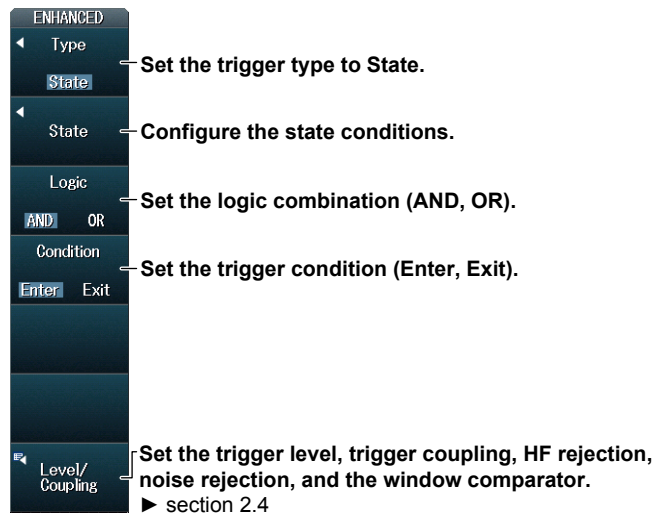 ENHANCED
Type
State
Set the trigger type to State.
State
Configure the state conditions.
Logic
AND OR
Set the logic combination (AND, OR).
Condition
Enter Exit
Set the trigger condition (Enter, Exit).
Level/
Coupling
Set the trigger level, trigger coupling, HF rejection,
noise rejection, and the window comparator.
► section 2.4